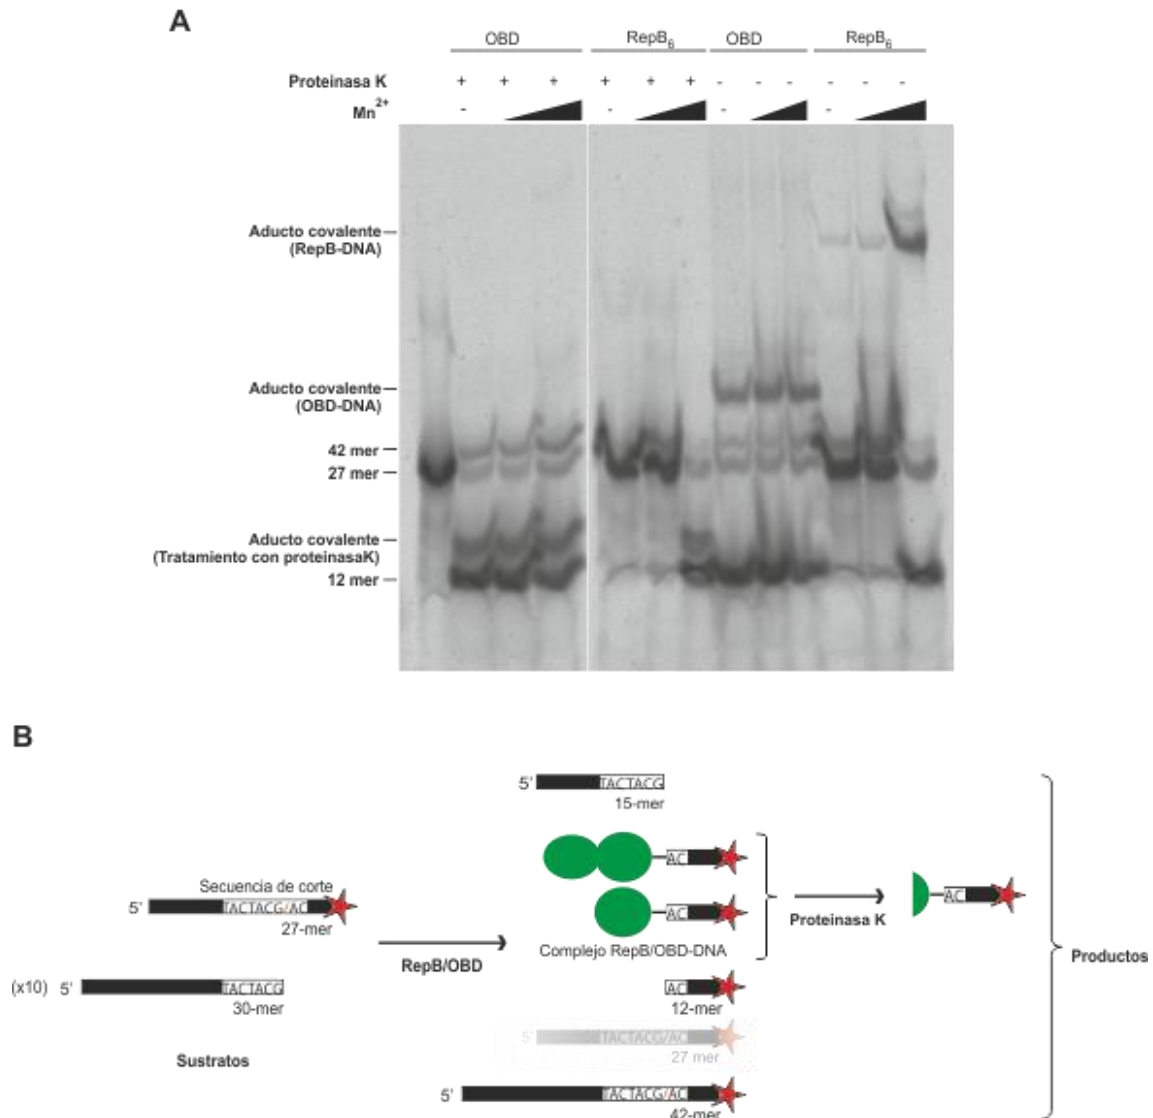 A
OBD RepB6 OBD RepB6
Proteinasa K + + + + + + - - - - - -
Mn2+ - - - -
Aducto covalente
(RepB-DNA)
Aducto covalente
(OBD-DNA)
42 mer
27 mer
Aducto covalente
(Tratamiento con proteinasaK)
12 mer
B
5' TACTACG
15-mer
Secuencia de corte
5' TACTACG/AC
27-mer
AC
AC
Complejo RepB/OBD-DNA
RepB/OBD
Proteinasa K
AC
Productos
(x10) 5' TACTACG
30-mer
Sustratos
AC
12-mer
5' TACTACG/AC
27 mer
5' TACTACG/AC
42-mer